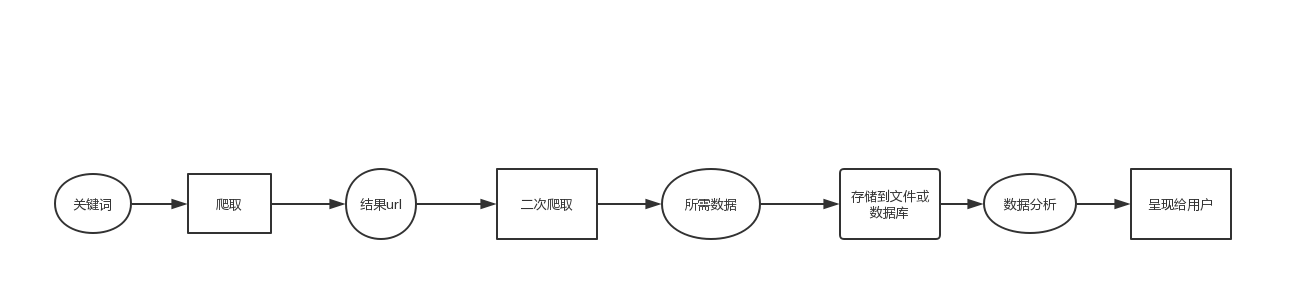 关键词
爬取
结果url
二次爬取
所需数据
存储到文件或
数据库
数据分析
呈现给用户